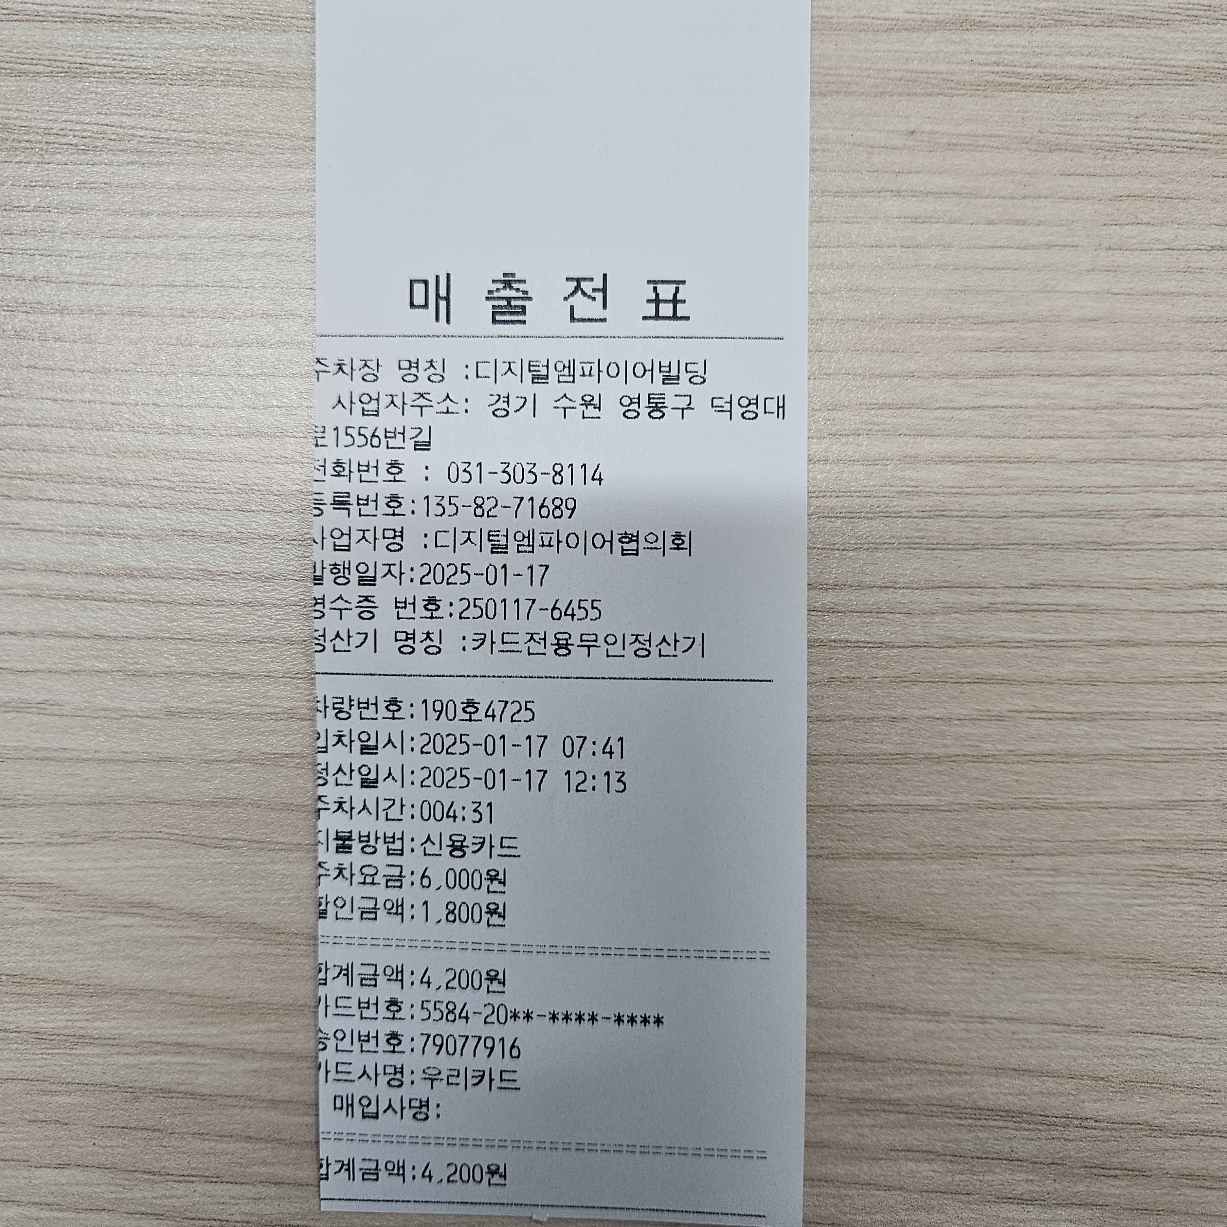 매출전표
주차장 명칭 :디지털엠파이어빌딩
사업자주소: 경기 수원 영통구 덕영대
로1556번길
전화번호 : 031-303-8114
등록번호:135-82-71689
사업자명 :디지털엠파이어협의회
발행일자:2025-01-17
영수증 번호:250117-6455
정산기 명칭 :카드전용무인정산기
차량번호:190호4725
입차일시:2025-01-17 07:41
정산일시:2025-01-17 12:13
주차시간:004:31
지불방법:신용카드
주차요금:6,000원
할인금액:1,800원
합계금액:4,200원
카드번호:5584-20**-****-****
승인번호:79077916
카드사명:우리카드
매입사명:
합계금액:4,200원